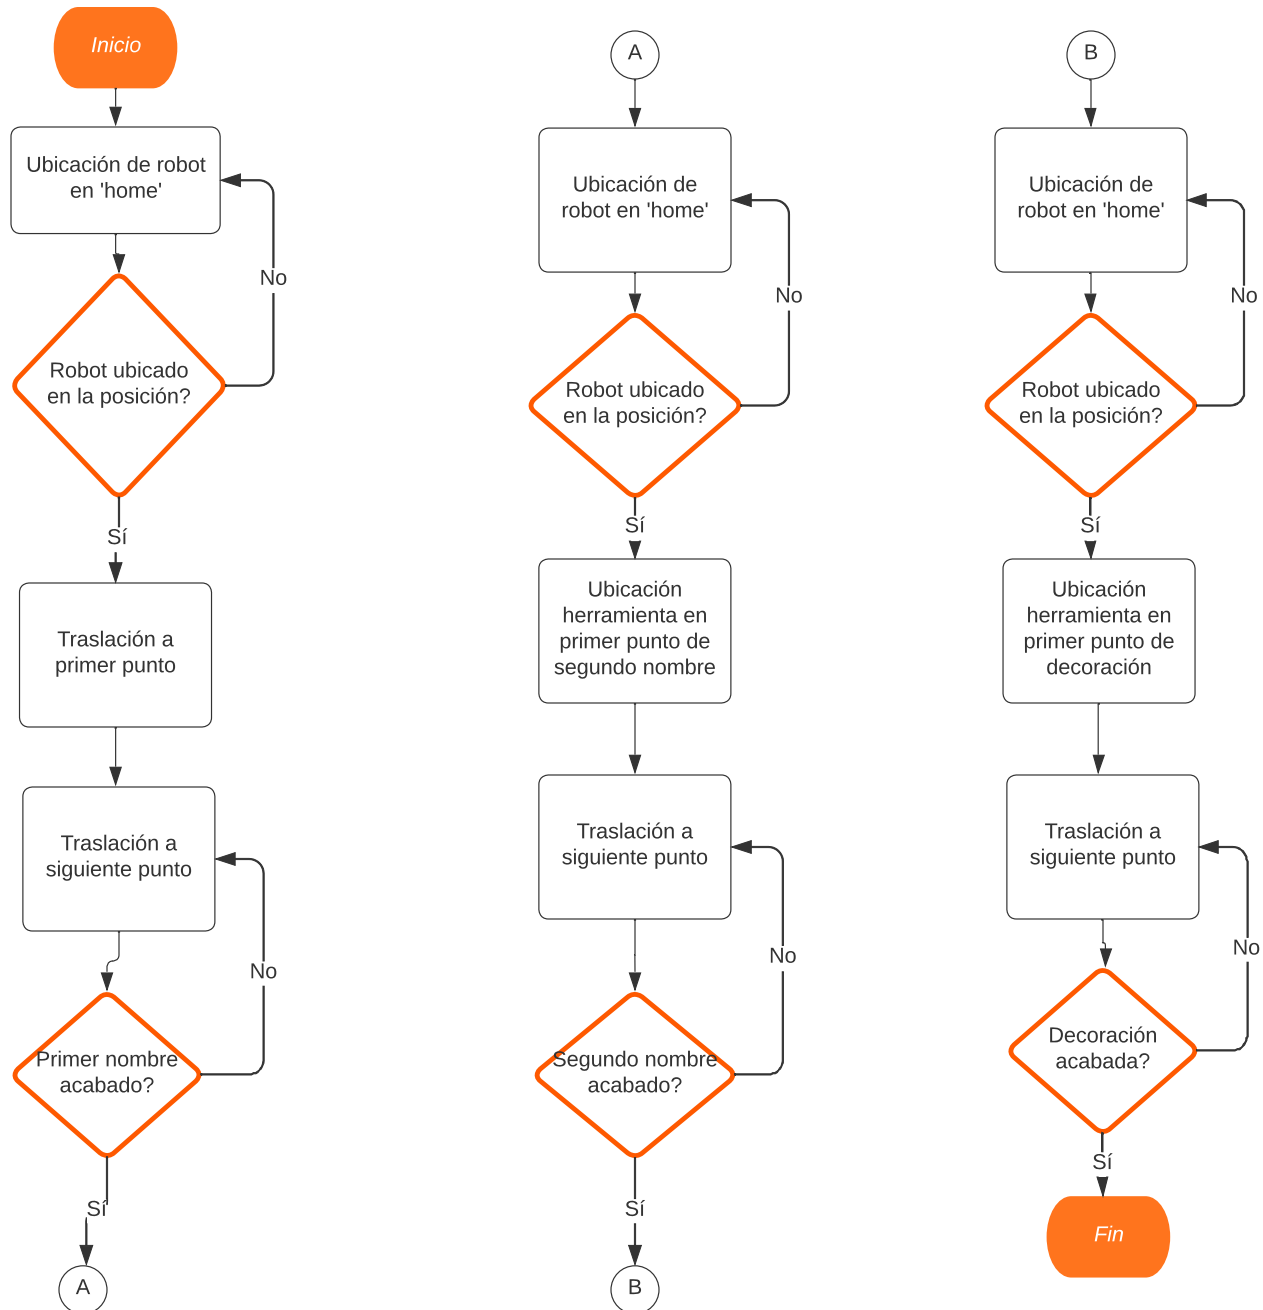 Inicio
Ubicación de robot
en 'home'
No
Robot ubicado
en la posición?
Sí
Traslación a
primer punto
Traslación a
siguiente punto
No
Primer nombre
acabado?
Sí
A
A
Ubicación de
robot en 'home'
No
Robot ubicado
en la posición?
Sí
Ubicación
herramienta en
primer punto de
segundo nombre
Traslación a
siguiente punto
No
Segundo nombre
acabado?
Sí
B
B
Ubicación de
robot en 'home'
No
Robot ubicado
en la posición?
Sí
Ubicación
herramienta en
primer punto de
decoración
Traslación a
siguiente punto
No
Decoración
acabada?
Sí
Fin